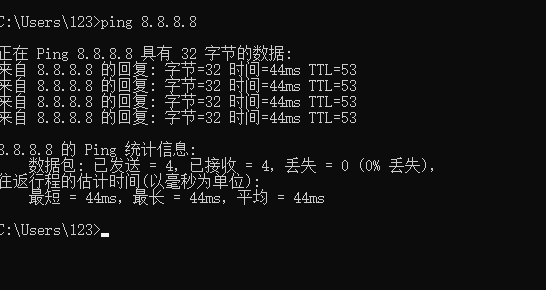 C:\Users\123>ping 8.8.8.8
正在 Ping 8.8.8.8 具有 32 字节的数据:
来自 8.8.8.8 的回复: 字节=32 时间=44ms TTL=53
来自 8.8.8.8 的回复: 字节=32 时间=44ms TTL=53
来自 8.8.8.8 的回复: 字节=32 时间=44ms TTL=53
来自 8.8.8.8 的回复: 字节=32 时间=44ms TTL=53
8.8.8.8 的 Ping 统计信息:
数据包: 已发送 = 4, 已接收 = 4, 丢失 = 0 (0% 丢失),
往返行程的估计时间(以毫秒为单位):
最短 = 44ms, 最长 = 44ms, 平均 = 44ms
C:\Users\123>